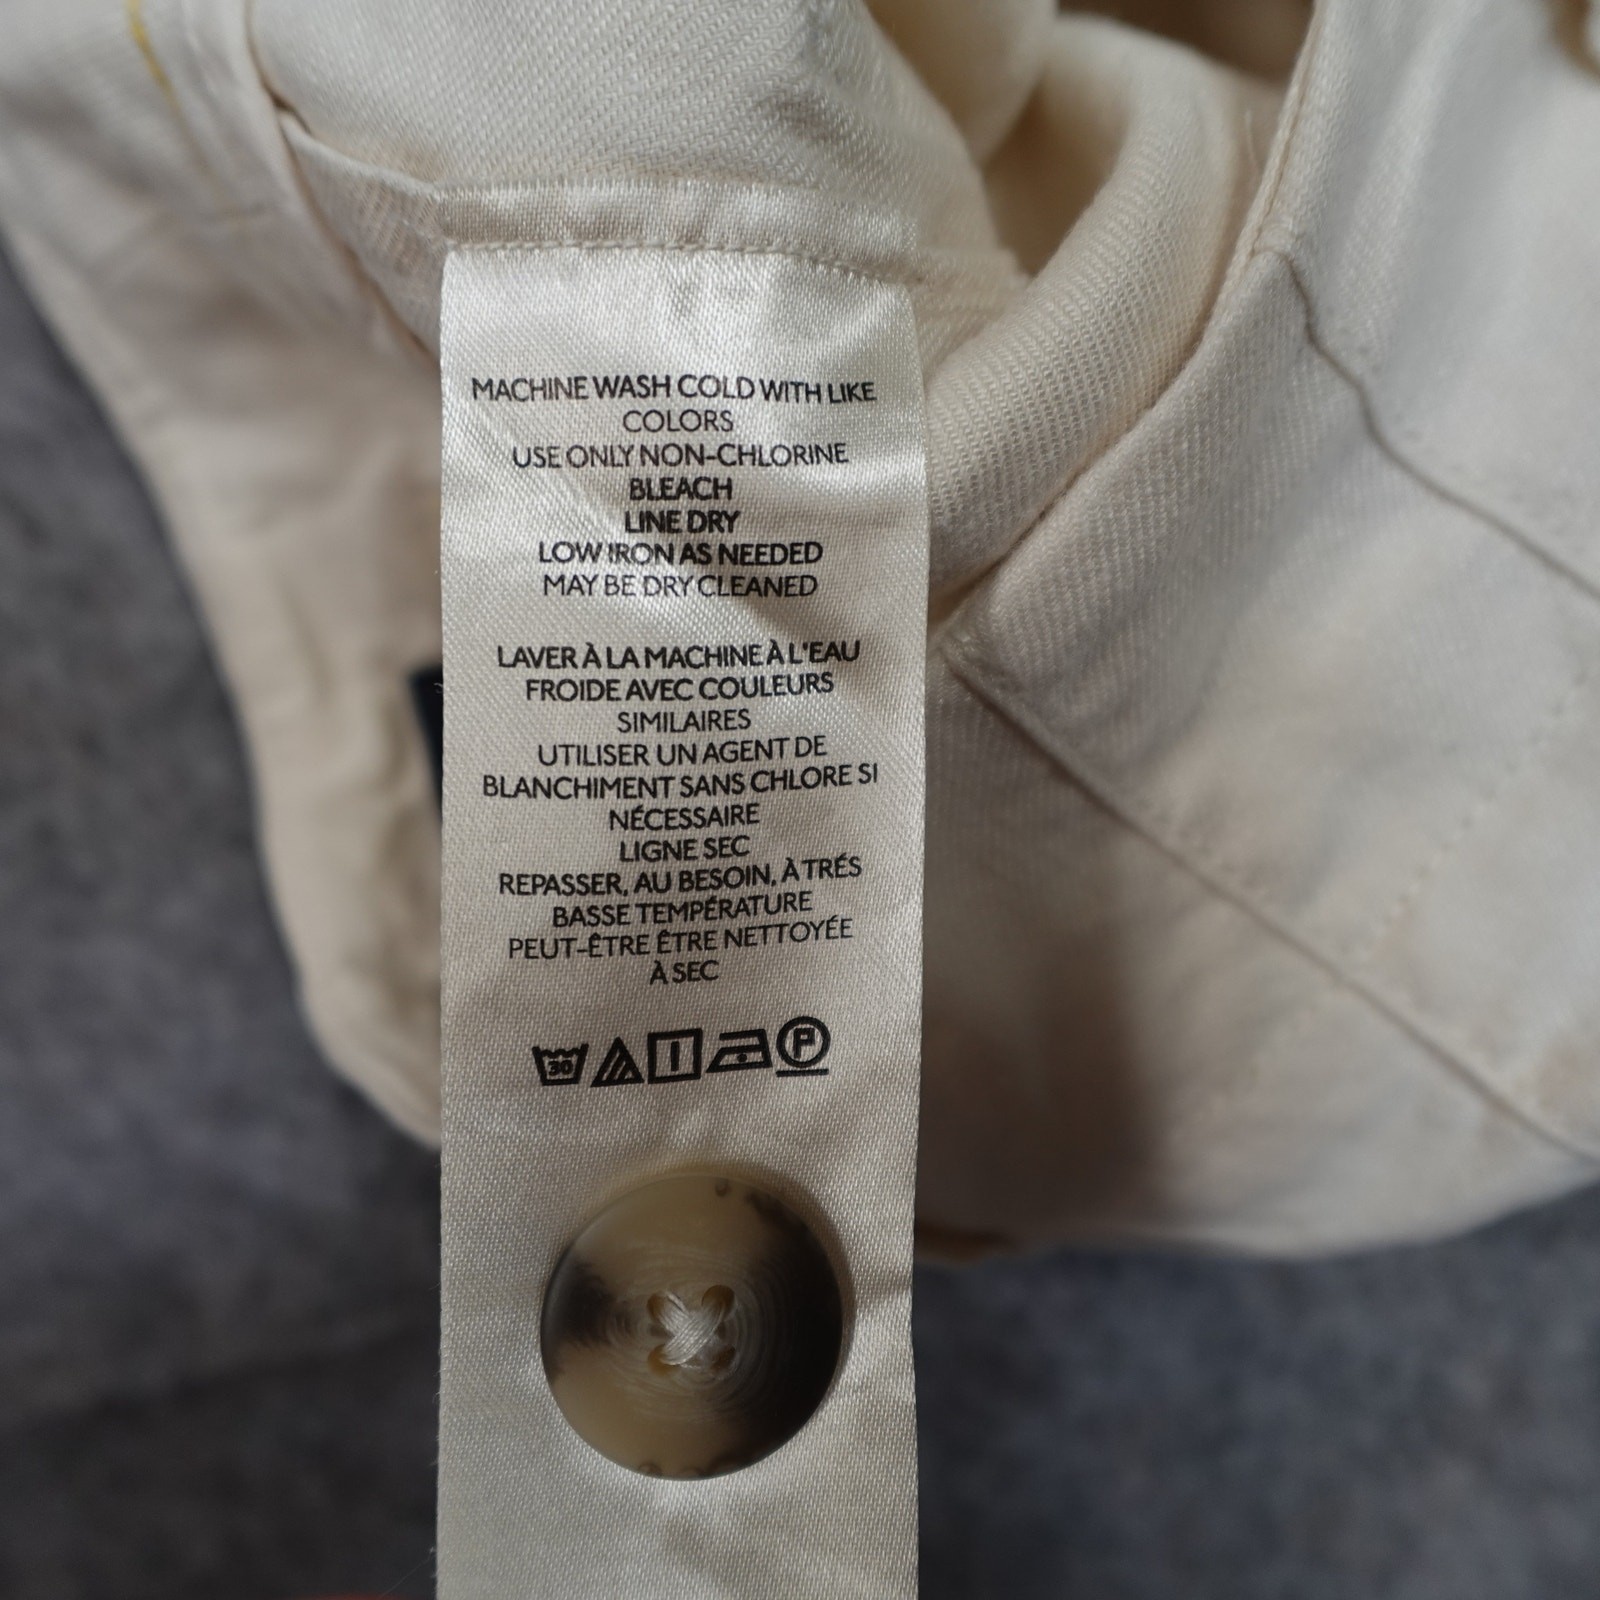 MACHINE WASH COLD WITH LIKE
COLORS
USE ONLY NON-CHLORINE
BLEACH
LINE DRY
LOW IRON AS NEEDED
MAY BE DRY CLEANED
LAVER À LA MACHINE À L'EAU
FROIDE AVEC COULEURS
SIMILAIRES
UTILISER UN AGENT DE
BLANCHIMENT SANS CHLORE SI
NÉCESSAIRE
LIGNE SEC
REPASSER, AU BESOIN, À TRÉS
BASSE TEMPÉRATURE
PEUT-ÊTRE ÊTRE NETTOYÉE
À SEC
30 P